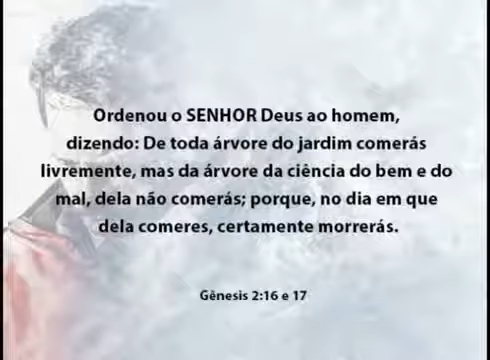 Ordenou o SENHOR Deus ao homem,
dizendo: De toda árvore do jardim comerás
livremente, mas da árvore da ciência do bem e do
mal, dela não comerás; porque, no dia em que
dela comeres, certamente morrerás.
Gênesis 2:16 e 17